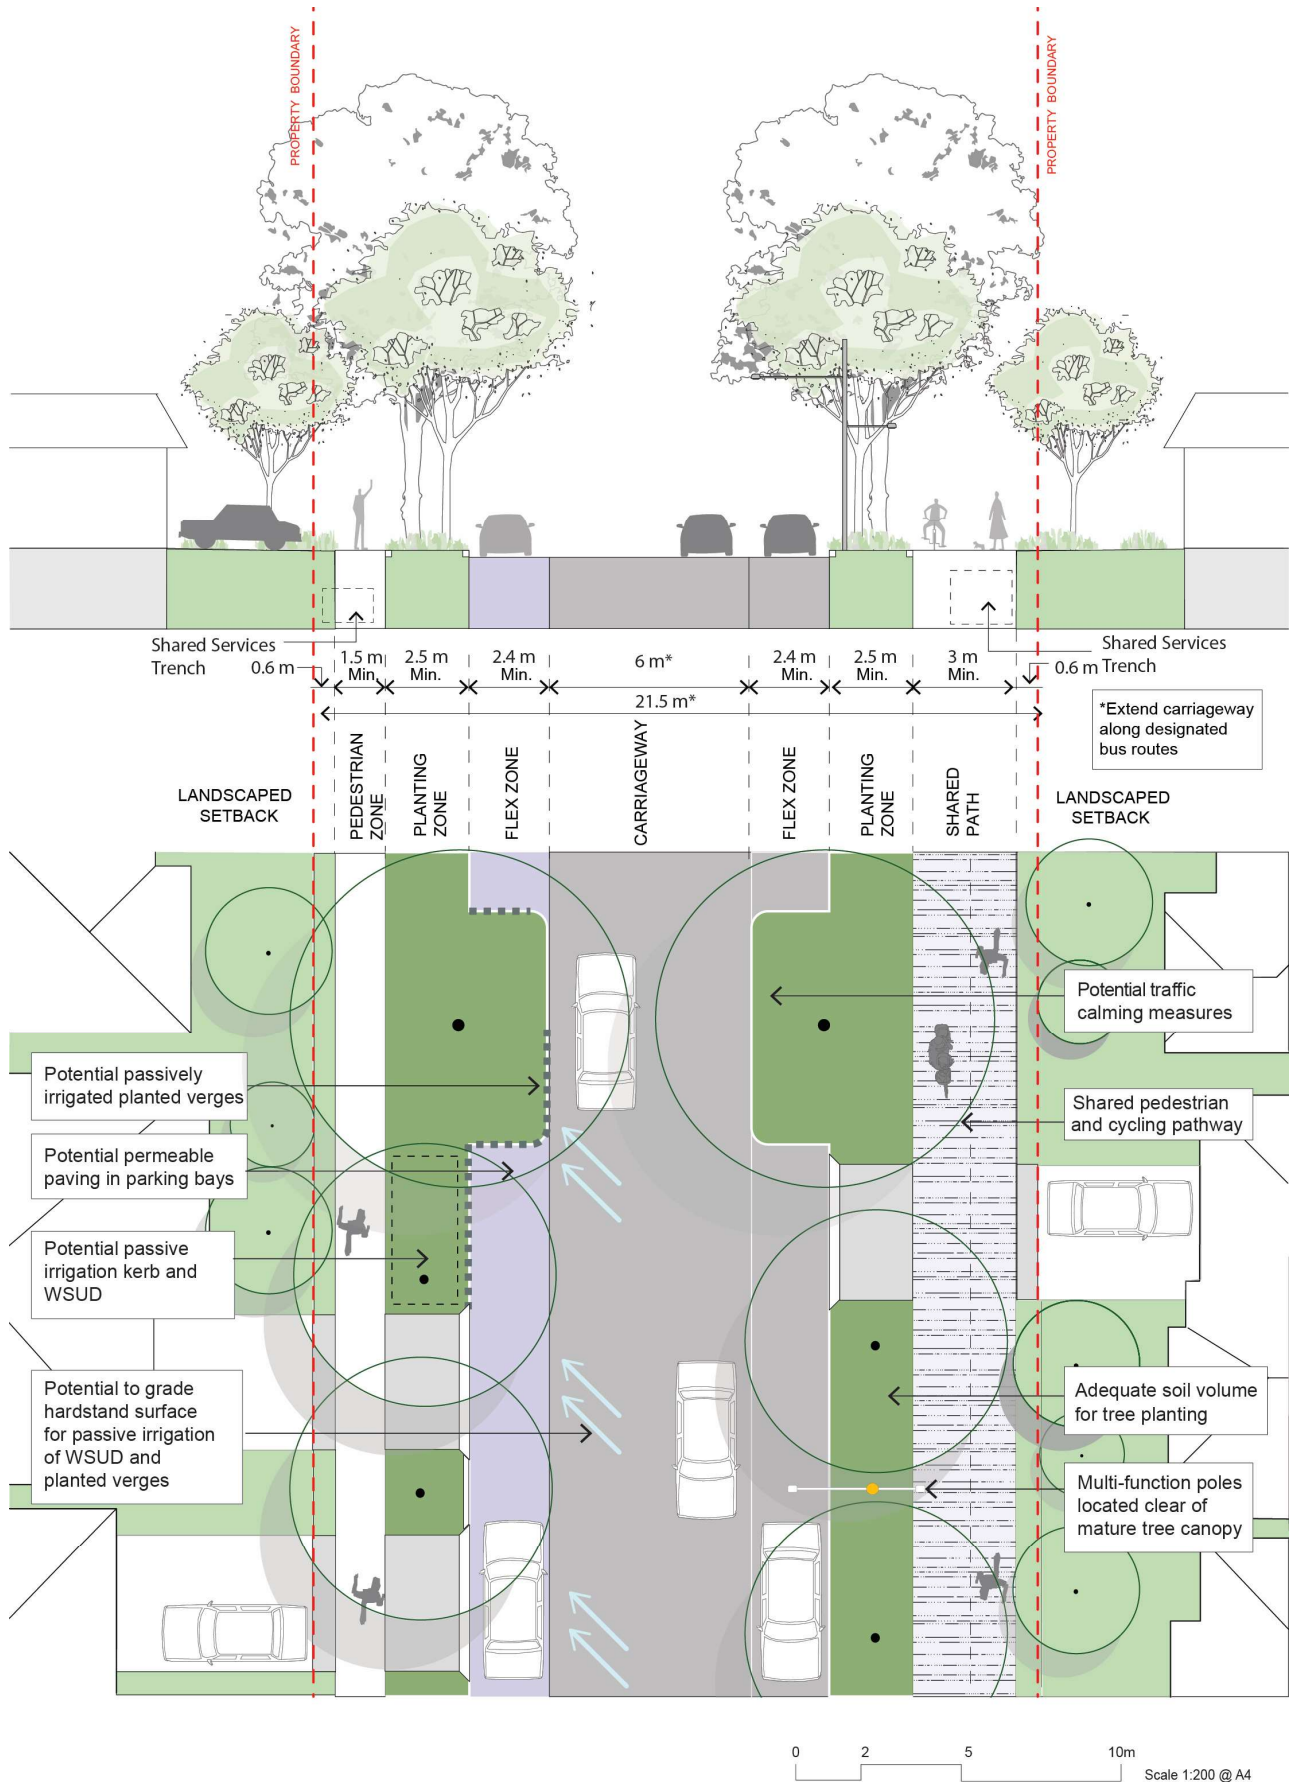 PROPERTY BOUNDARY
PROPERTY BOUNDARY
Shared Services
Trench
0.6 m
1.5 m
Min.
2.5 m
Min.
2.4 m
Min.
6 m*
2.4 m
Min.
2.5 m
Min.
3 m
Min.
0.6 m
Shared Services
Trench
21.5 m*
*Extend carriageway
along designated
bus routes
LANDSCAPED
SETBACK
PEDESTRIAN
ZONE
PLANTING
ZONE
FLEX ZONE
CARRIAGEWAY
FLEX ZONE
PLANTING
ZONE
SHARED
PATH
LANDSCAPED
SETBACK
Potential traffic
calming measures
Potential passively
irrigated planted verges
Shared pedestrian
and cycling pathway
Potential permeable
paving in parking bays
Potential passive
irrigation kerb and
WSUD
Potential to grade
hardstand surface
for passive irrigation
of WSUD and
planted verges
Adequate soil volume
for tree planting
Multi-function poles
located clear of
mature tree canopy
0 2 5 10m
Scale 1:200 @ A4